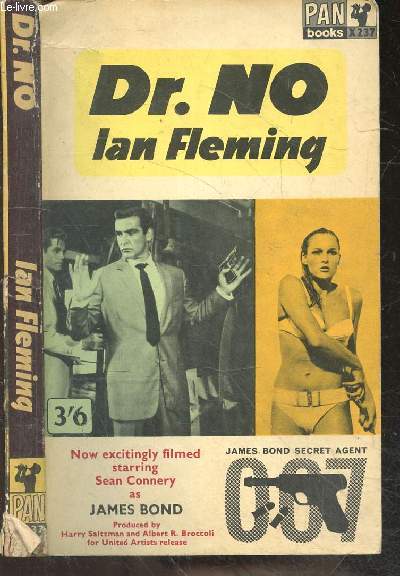 Le-livre.com
PAN
books X237
Dr. NO
Ian Fleming
3'6
Now excitingly filmed
starring
Sean Connery
as
JAMES BOND
Produced by
Harry Saltzman and Albert R. Broccoli
for United Artists release
JAMES BOND SECRET AGENT
007
Dr. NO
Ian Fleming
PAN